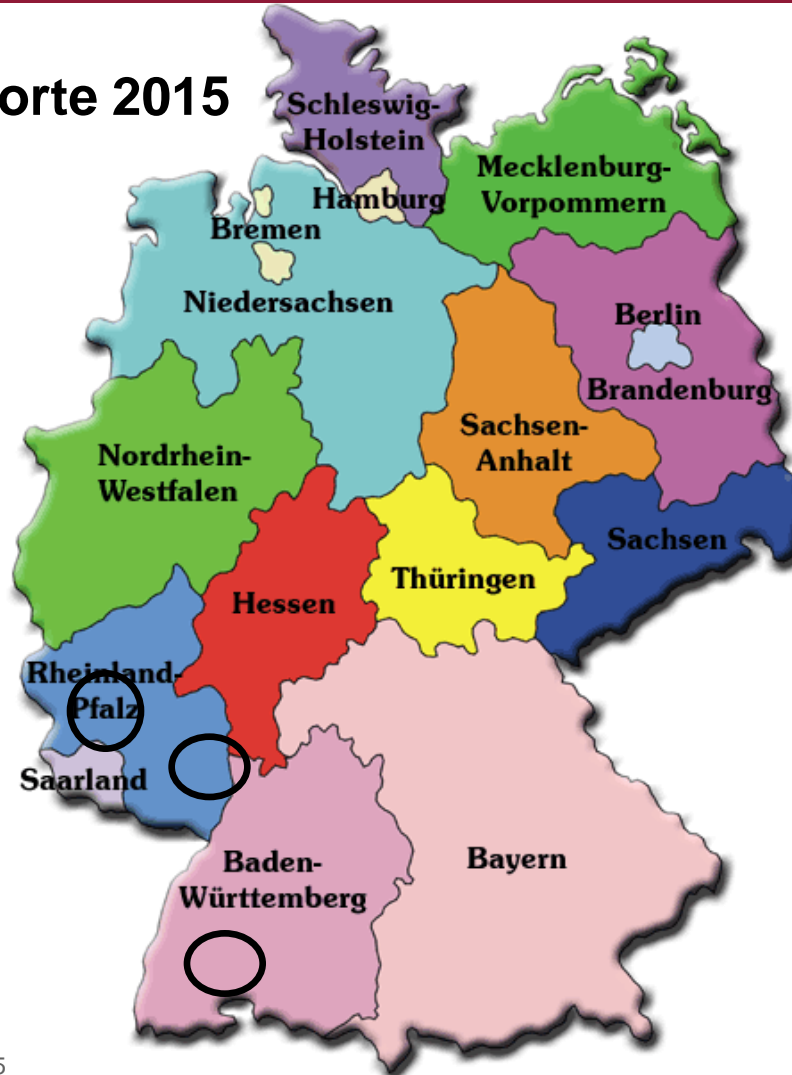 orte 2015
Schleswig-
Holstein
Mecklenburg-
Vorpommern
Hamburg
Bremen
Niedersachsen
Berlin
Brandenburg
Sachsen-
Anhalt
Nordrhein-
Westfalen
Sachsen
Thüringen
Hessen
Rheinland-
Pfalz
Saarland
Baden-
Württemberg
Bayern